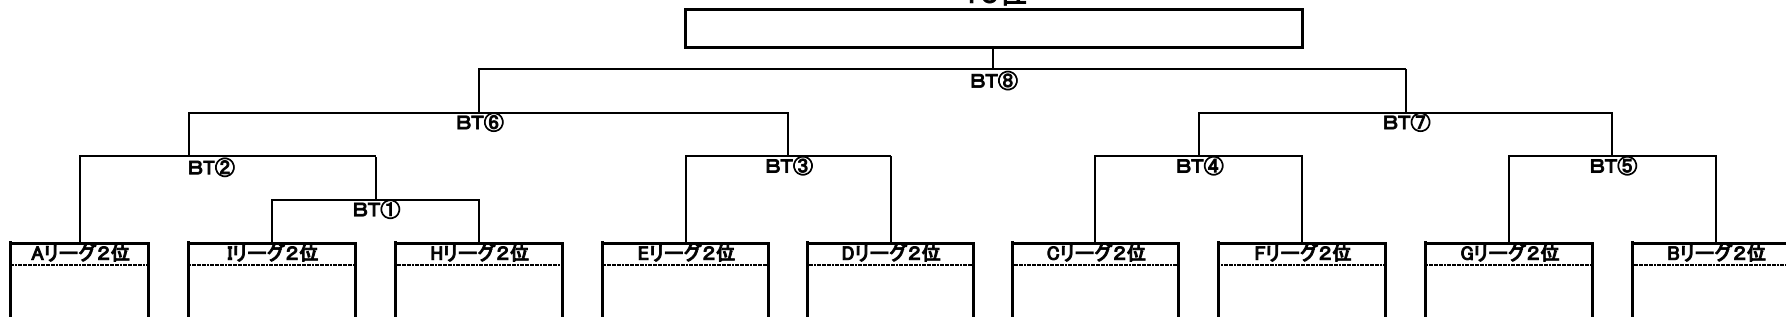 BT⑧
BT⑥ BT⑦
BT② BT③ BT④ BT⑤
BT①
Aリーグ2位 Iリーグ2位 Hリーグ2位 Eリーグ2位 Dリーグ2位 Cリーグ2位 Fリーグ2位 Gリーグ2位 Bリーグ2位